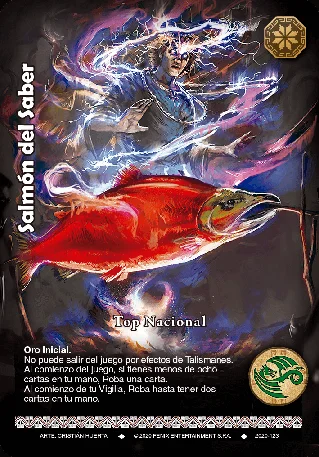 Salmón del Saber
Top Nacional
Oro Inicial.
No puede salir del juego por efectos de Talismanes.
Al comienzo del juego, si tienes menos de ocho
cartas en tu mano, Roba una carta.
Al comienzo de tu Vigilia, Roba hasta tener dos
cartas en tu mano.
ARTE: CRISTIÁN HUERTA ◆ ©2020 FENIX ENTERTAINMENT S.P.A. ◆ 2020-123